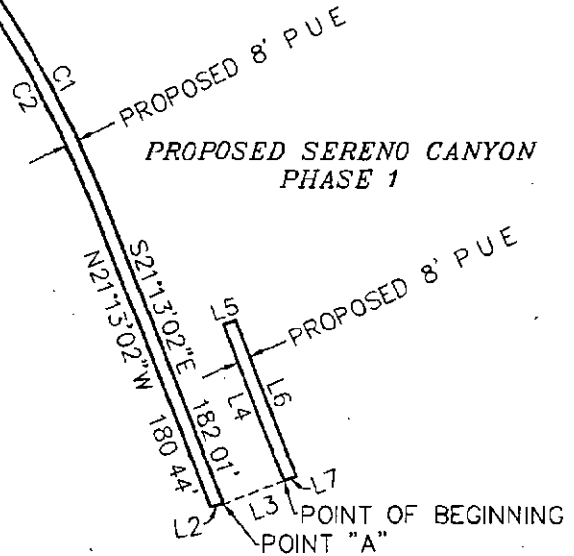 C1
C2
PROPOSED 8' PUE
PROPOSED SERENO CANYON
PHASE 1
S21°13'02"E
182 01'
N21°13'02"W
180 44'
L5
PROPOSED 8' PUE
L4
L6
L2
L3
L7
POINT OF BEGINNING
POINT "A"